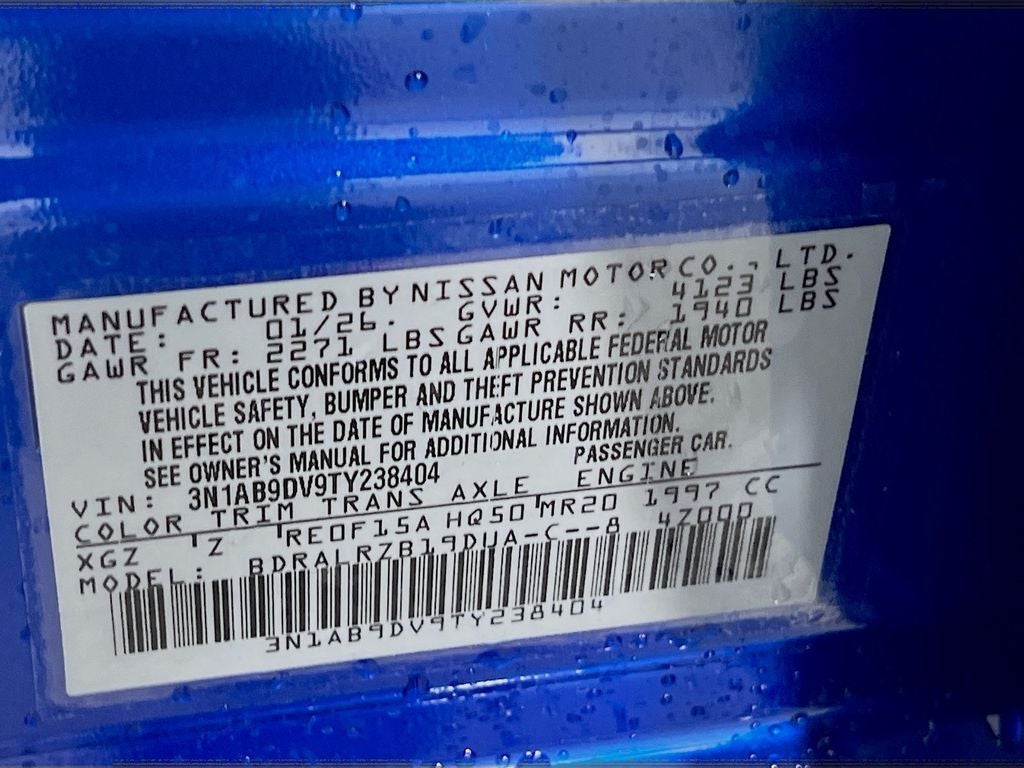 MANUFACTURED BY NISSAN MOTOR CO., LTD.
DATE: 01/26. GVWR: 4123 LBS
GAWR FR: 2271 LBS GAWR RR: 1940 LBS
THIS VEHICLE CONFORMS TO ALL APPLICABLE FEDERAL MOTOR
VEHICLE SAFETY, BUMPER AND THEFT PREVENTION STANDARDS
IN EFFECT ON THE DATE OF MANUFACTURE SHOWN ABOVE.
SEE OWNER'S MANUAL FOR ADDITIONAL INFORMATION.
VIN: 3N1AB9DV9TY238404 PASSENGER CAR.
COLOR TRIM TRANS AXLE ENGINE
XGZ 'Z 'RE0F15A HQ50 'MR20 1997 CC
MODEL: BDRALRZB19DUA-C--8 4Z000
3N1AB9DV9TY238404